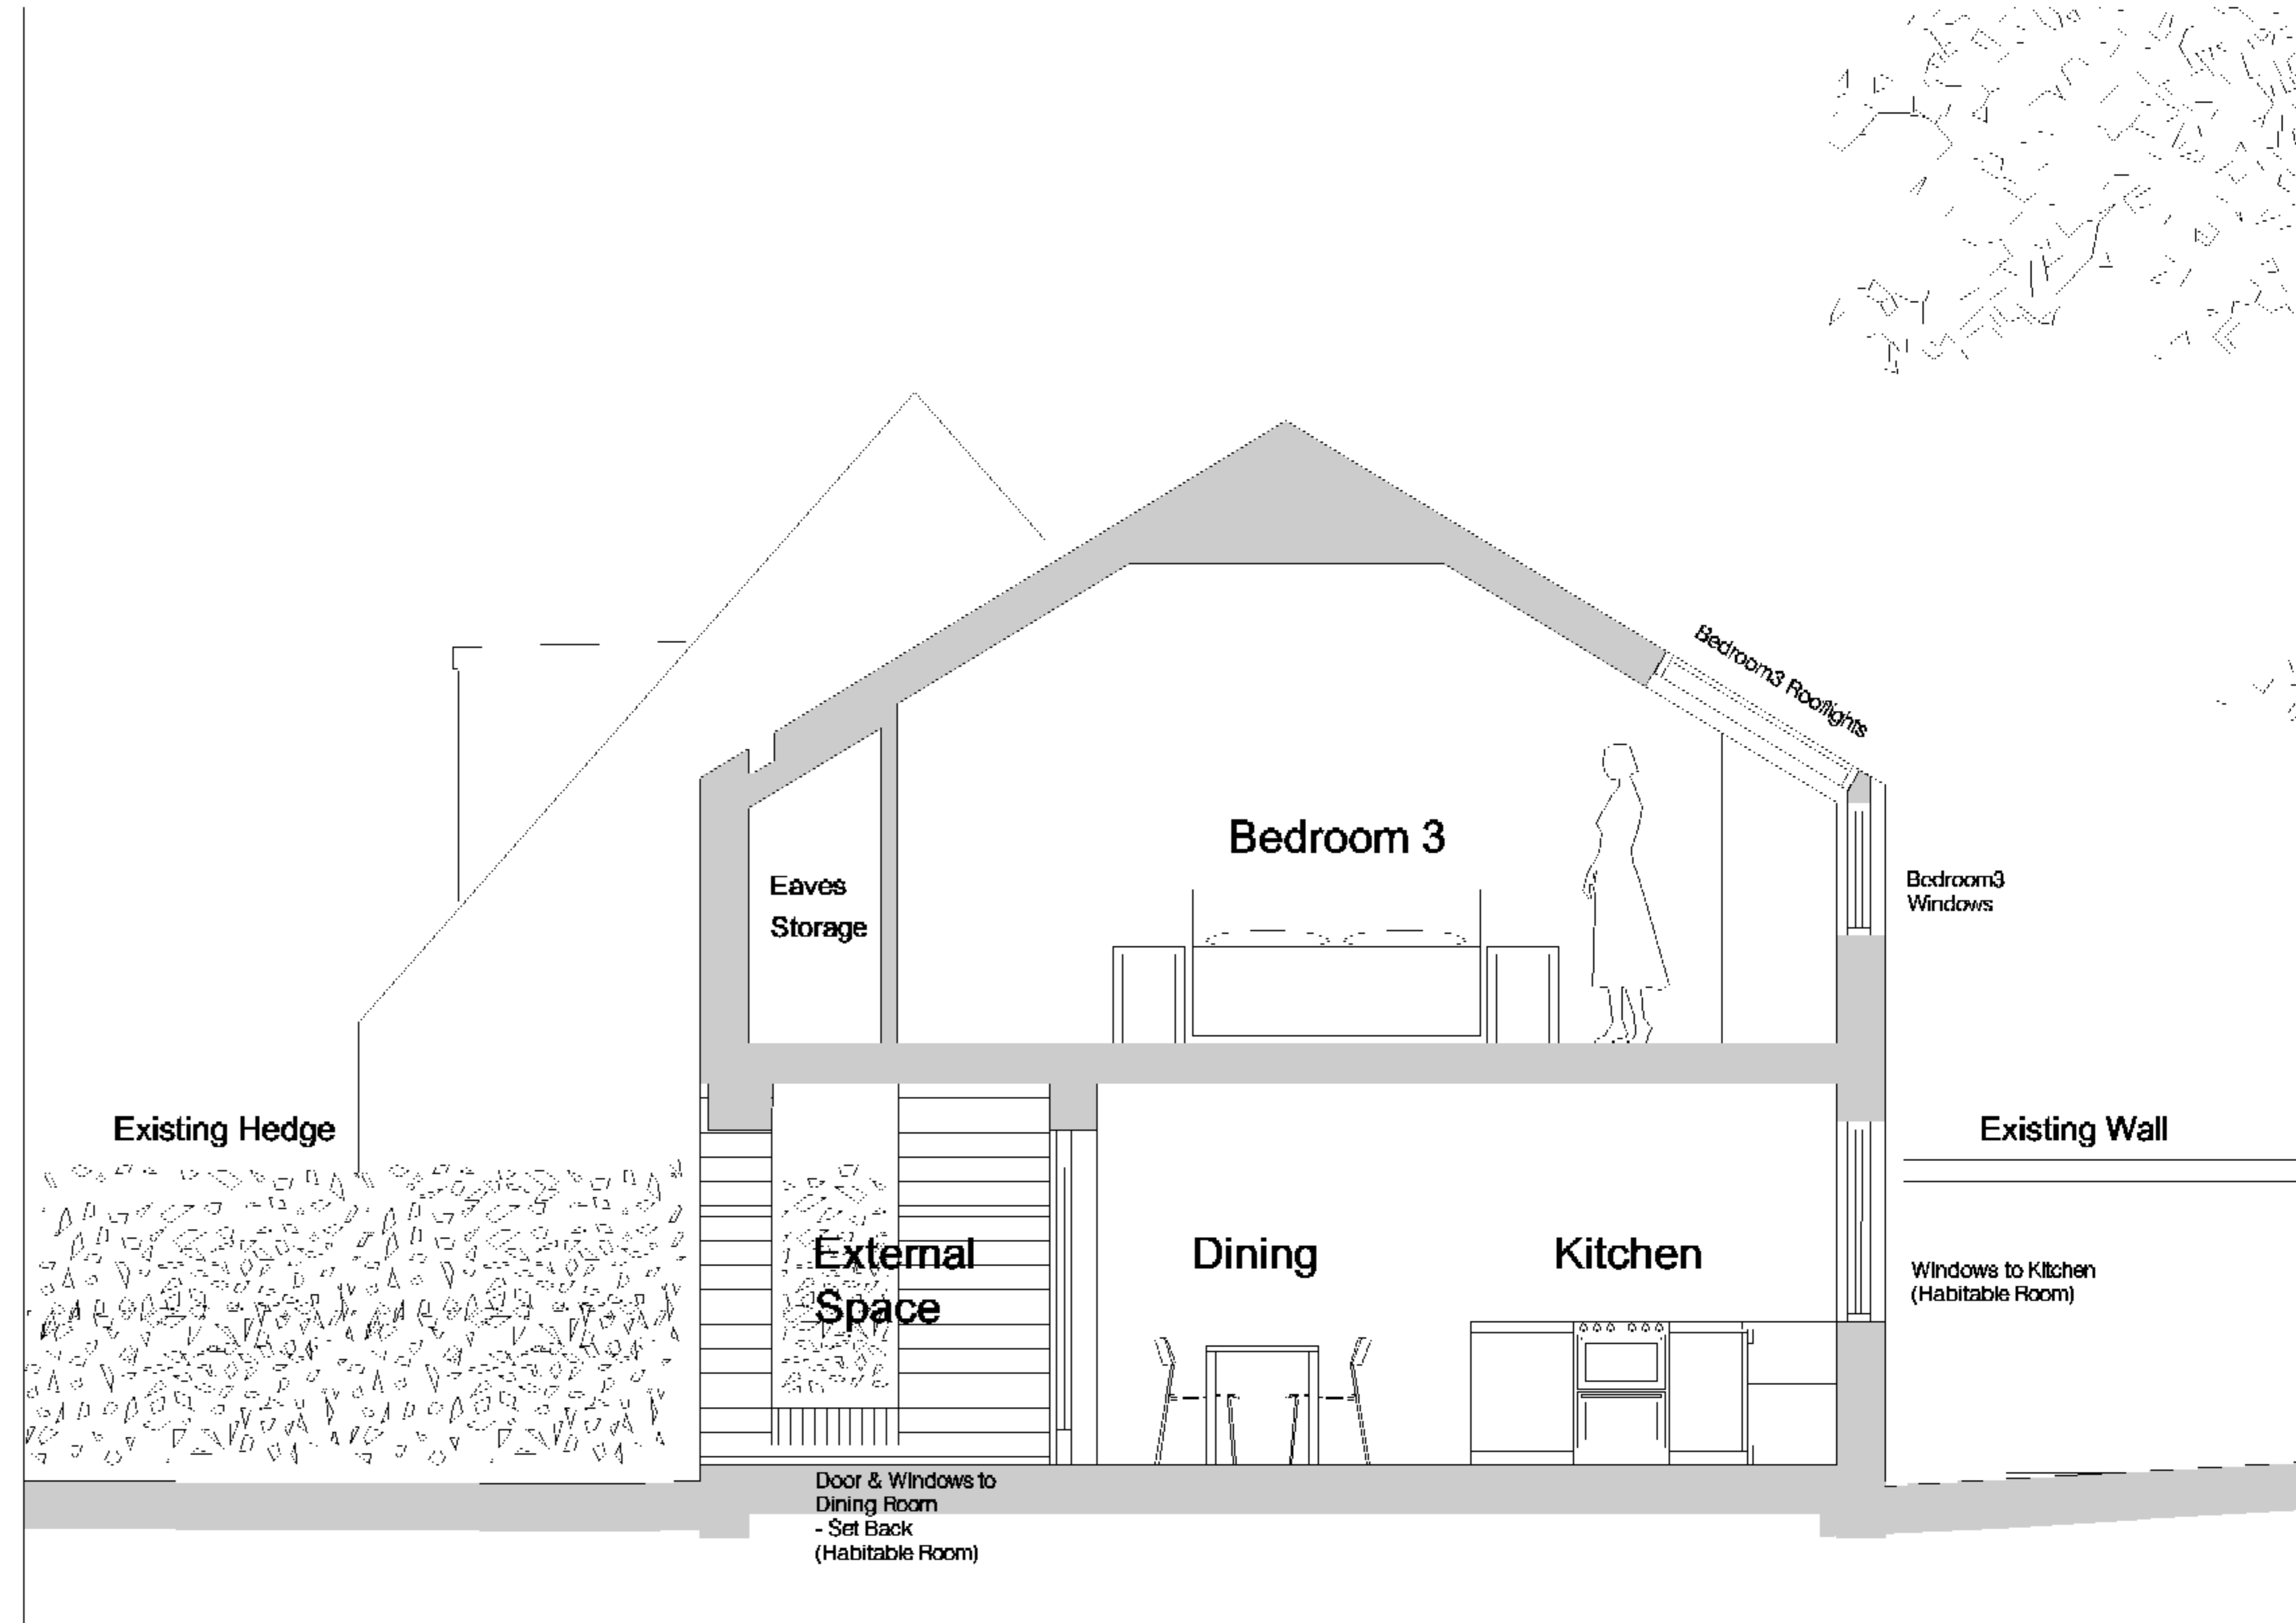 Bedroom3 Rooflights
Bedroom 3
Eaves
Storage
Bedroom3
Windows
Existing Hedge
Existing Wall
External
Space
Dining
Kitchen
Windows to Kitchen
(Habitable Room)
Door & Windows to
Dining Room
- Set Back
(Habitable Room)